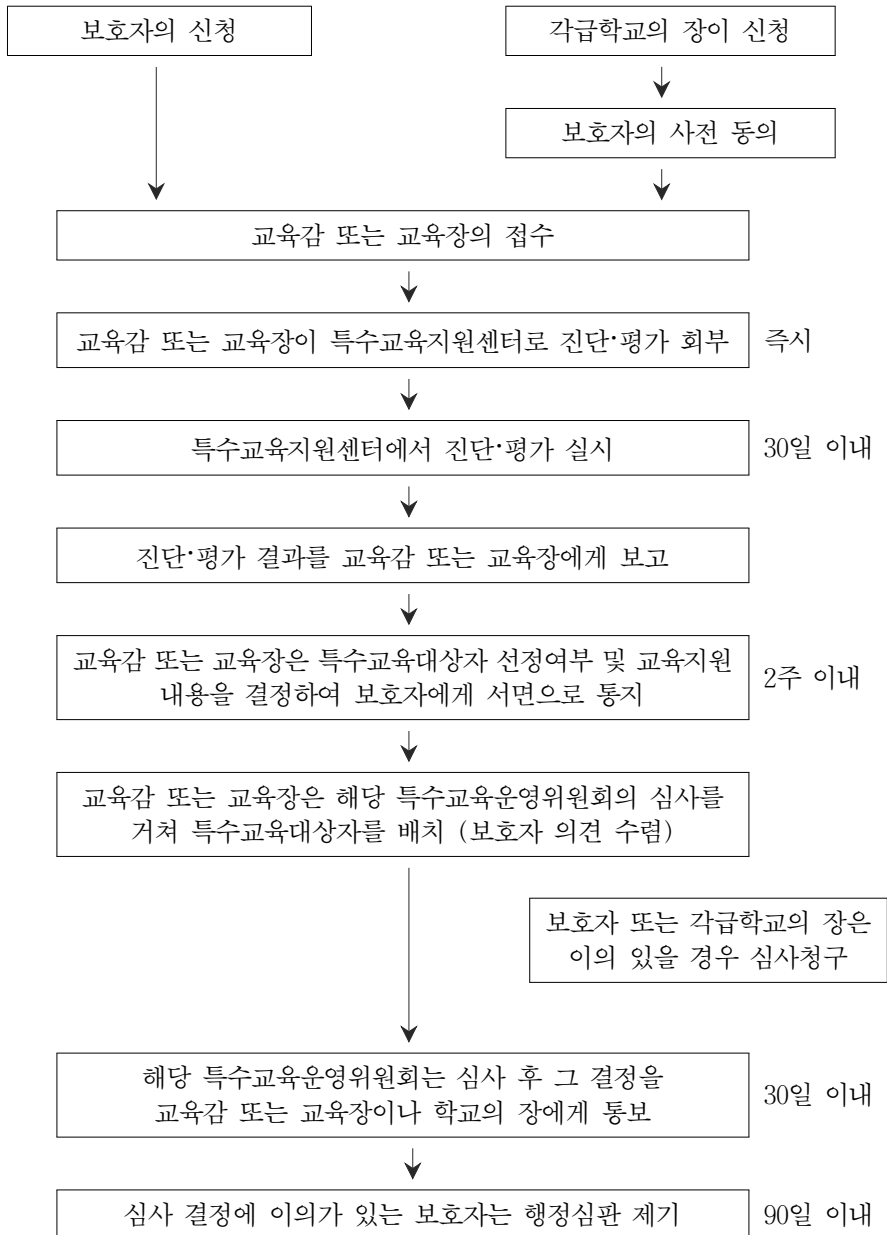 보호자의 신청
각급학교의 장이 신청
보호자의 사전 동의
교육감 또는 교육장의 접수
교육감 또는 교육장이 특수교육지원센터로 진단·평가 회부
즉시
특수교육지원센터에서 진단·평가 실시
30일 이내
진단·평가 결과를 교육감 또는 교육장에게 보고
교육감 또는 교육장은 특수교육대상자 선정여부 및 교육지원
내용을 결정하여 보호자에게 서면으로 통지
2주 이내
교육감 또는 교육장은 해당 특수교육운영위원회의 심사를
거쳐 특수교육대상자를 배치 (보호자 의견 수렴)
보호자 또는 각급학교의 장은
이의 있을 경우 심사청구
해당 특수교육운영위원회는 심사 후 그 결정을
교육감 또는 교육장이나 학교의 장에게 통보
30일 이내
심사 결정에 이의가 있는 보호자는 행정심판 제기
90일 이내